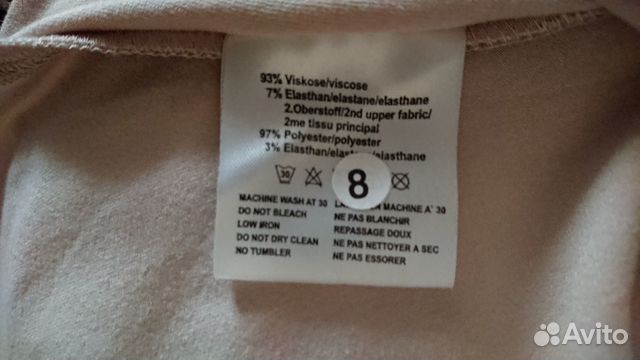 93% Viskose/viscose
7% Elasthan/elastane/elasthane
2.Oberstoff/2nd upper fabric/
2me tissu principal
97% Polyester/polyester
3% Elasthan/elastane/elasthane
30
8
MACHINE WASH AT 30
DO NOT BLEACH
LOW IRON
DO NOT DRY CLEAN
NO TUMBLER
MACHINE A' 30
NE PAS BLANCHIR
REPASSAGE DOUX
NE PAS NETTOYER A SEC
NE PAS ESSORER
Avito